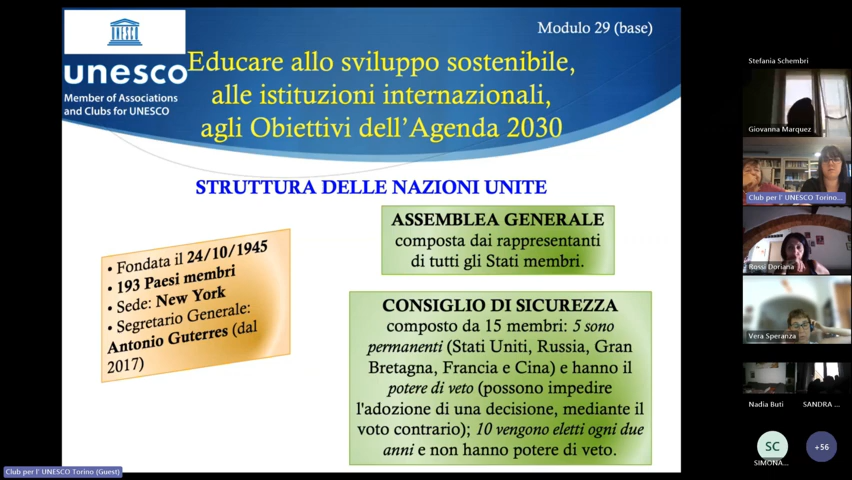 Modulo 29 (base)
unesco
Member of Associations
and Clubs for UNESCO
Educare allo sviluppo sostenibile,
alle istituzioni internazionali,
agli Obiettivi dell'Agenda 2030
STRUTTURA DELLE NAZIONI UNITE
• Fondata il 24/10/1945
• 193 Paesi membri
• Sede: New York
• Segretario Generale:
Antonio Guterres (dal
2017)
ASSEMBLEA GENERALE
composta dai rappresentanti
di tutti gli Stati membri.
CONSIGLIO DI SICUREZZA
composto da 15 membri: 5 sono
permanenti (Stati Uniti, Russia, Gran
Bretagna, Francia e Cina) e hanno il
potere di veto (possono impedire
l'adozione di una decisione, mediante il
voto contrario); 10 vengono eletti ogni due
anni e non hanno potere di veto.
Stefania Schembri
Giovanna Marquez
Club per l' UNESCO Torino...
Rossi Doriana
Vera Speranza
Nadia Buti
SANDRA ...
SC
SIMONA...
+56
Club per l' UNESCO Torino (Guest)